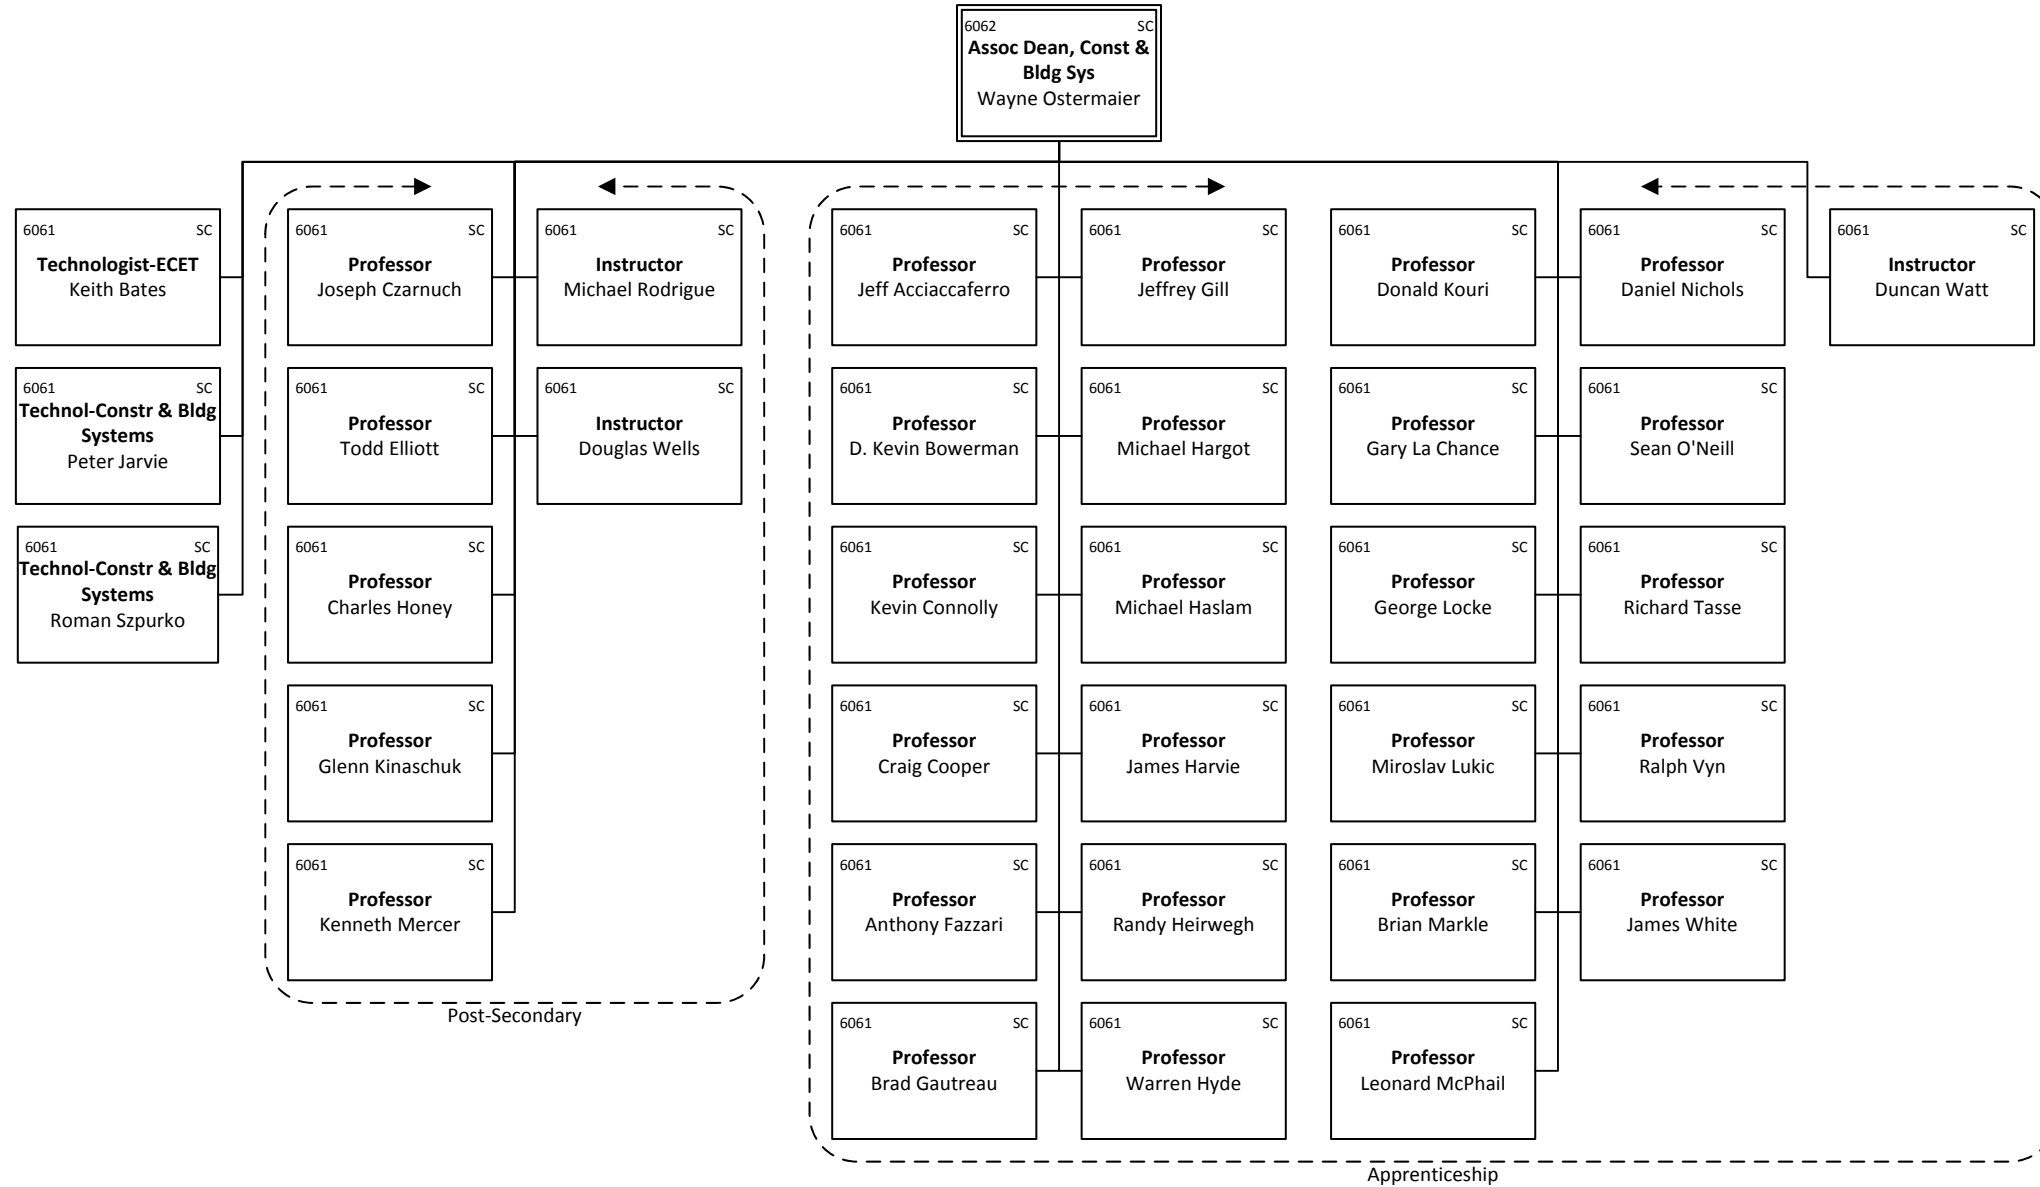 6062 SC
Assoc Dean, Const &
Bldg Sys
Wayne Ostermaier
6061 SC
Technologist-ECET
Keith Bates
6061 SC
Technol-Constr & Bldg
Systems
Peter Jarvie
6061 SC
Technol-Constr & Bldg
Systems
Roman Szpurko
6061 SC
Professor
Joseph Czarnuch
6061 SC
Professor
Todd Elliott
6061 SC
Professor
Charles Honey
6061 SC
Professor
Glenn Kinaschuk
6061 SC
Professor
Kenneth Mercer
6061 SC
Instructor
Michael Rodrigue
6061 SC
Instructor
Douglas Wells
Post-Secondary
6061 SC
Professor
Jeff Acciaccaferro
6061 SC
Professor
D. Kevin Bowerman
6061 SC
Professor
Kevin Connolly
6061 SC
Professor
Craig Cooper
6061 SC
Professor
Anthony Fazzari
6061 SC
Professor
Brad Gautreau
6061 SC
Professor
Jeffrey Gill
6061 SC
Professor
Michael Hargot
6061 SC
Professor
Michael Haslam
6061 SC
Professor
James Harvie
6061 SC
Professor
Randy Heirwegh
6061 SC
Professor
Warren Hyde
6061 SC
Professor
Donald Kouri
6061 SC
Professor
Gary La Chance
6061 SC
Professor
George Locke
6061 SC
Professor
Miroslav Lukic
6061 SC
Professor
Brian Markle
6061 SC
Professor
Leonard McPhail
6061 SC
Professor
Daniel Nichols
6061 SC
Professor
Sean O'Neill
6061 SC
Professor
Richard Tasse
6061 SC
Professor
Ralph Vyn
6061 SC
Professor
James White
6061 SC
Instructor
Duncan Watt
Apprenticeship